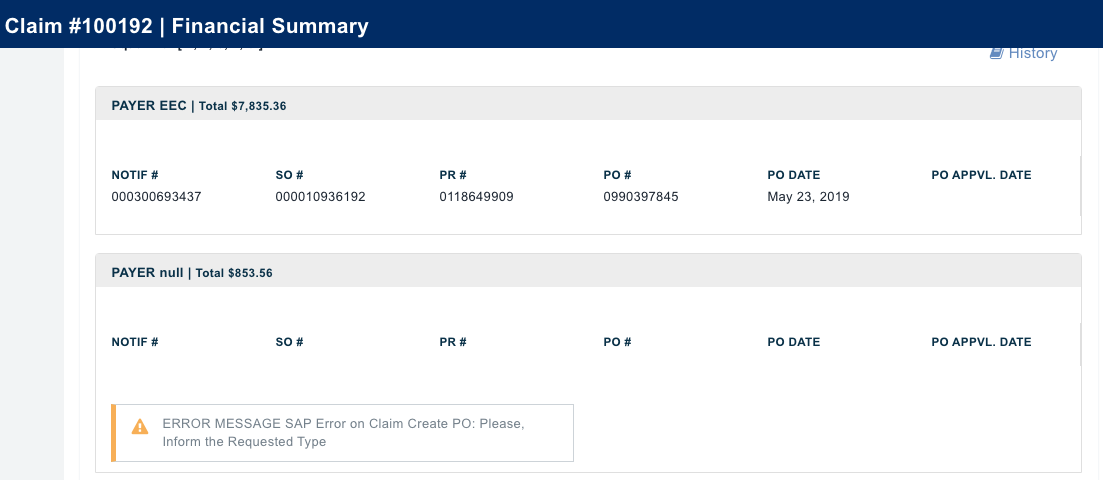 Claim #100192 | Financial Summary
History
PAYER EEC | Total $7,835.36
NOTIF # SO # PR # PO # PO DATE PO APPVL. DATE
000300693437 000010936192 0118649909 0990397845 May 23, 2019
PAYER null | Total $853.56
NOTIF # SO # PR # PO # PO DATE PO APPVL. DATE
ERROR MESSAGE SAP Error on Claim Create PO: Please,
Inform the Requested Type